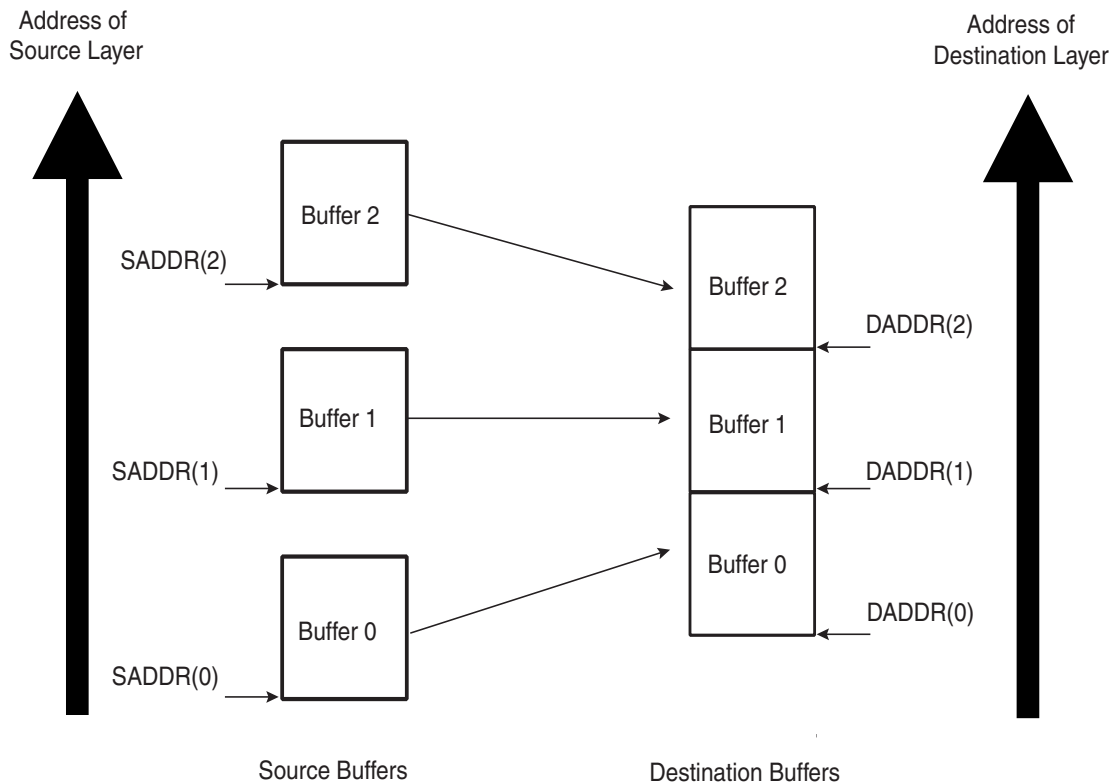 Address of
Source Layer
Address of
Destination Layer
Buffer 2
SADDR(2)
Buffer 2
DADDR(2)
Buffer 1
Buffer 1
SADDR(1)
DADDR(1)
Buffer 0
DADDR(0)
Buffer 0
SADDR(0)
Source Buffers
Destination Buffers